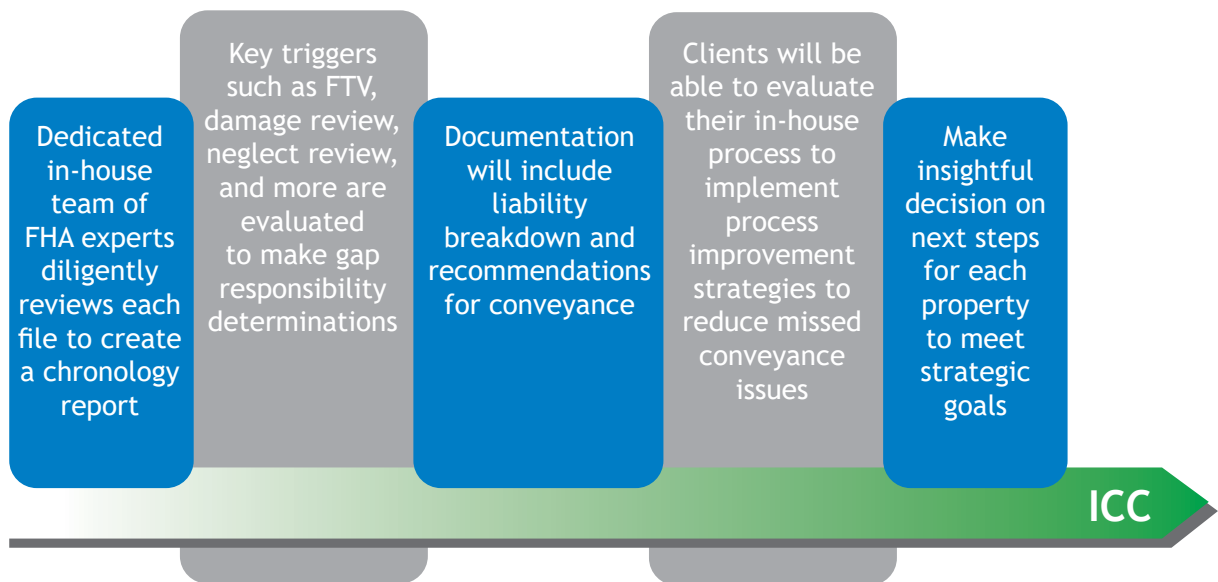 Dedicated
in-house
team of
FHA experts
diligently
reviews each
file to create
a chronology
report
Key triggers
such as FTV,
damage review,
neglect review,
and more are
evaluated
to make gap
responsibility
determinations
Documentation
will include
liability
breakdown and
recommendations
for conveyance
Clients will be
able to evaluate
their in-house
process to
implement
process
improvement
strategies to
reduce missed
conveyance
issues
Make
insightful
decision on
next steps
for each
property
to meet
strategic
goals
ICC